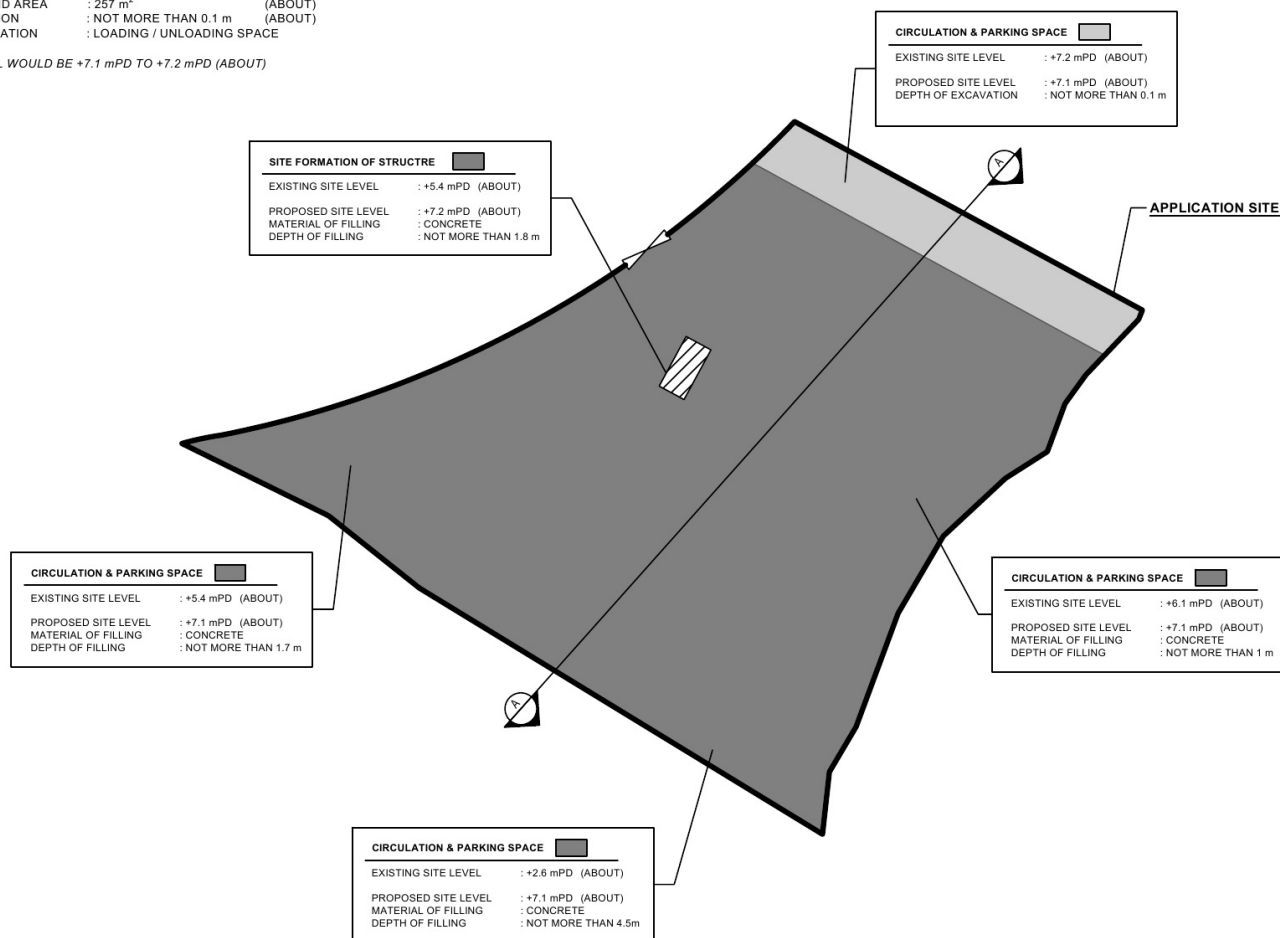 ND AREA : 257 m² (ABOUT)
ION : NOT MORE THAN 0.1 m (ABOUT)
ATION : LOADING / UNLOADING SPACE
WOULD BE +7.1 mPD TO +7.2 mPD (ABOUT)
CIRCULATION & PARKING SPACE
EXISTING SITE LEVEL : +7.2 mPD (ABOUT)
PROPOSED SITE LEVEL : +7.1 mPD (ABOUT)
DEPTH OF EXCAVATION : NOT MORE THAN 0.1 m
SITE FORMATION OF STRUCTRE
EXISTING SITE LEVEL : +5.4 mPD (ABOUT)
PROPOSED SITE LEVEL : +7.2 mPD (ABOUT)
MATERIAL OF FILLING : CONCRETE
DEPTH OF FILLING : NOT MORE THAN 1.8 m
A
APPLICATION SITE
CIRCULATION & PARKING SPACE
EXISTING SITE LEVEL : +5.4 mPD (ABOUT)
PROPOSED SITE LEVEL : +7.1 mPD (ABOUT)
MATERIAL OF FILLING : CONCRETE
DEPTH OF FILLING : NOT MORE THAN 1.7 m
CIRCULATION & PARKING SPACE
EXISTING SITE LEVEL : +6.1 mPD (ABOUT)
PROPOSED SITE LEVEL : +7.1 mPD (ABOUT)
MATERIAL OF FILLING : CONCRETE
DEPTH OF FILLING : NOT MORE THAN 1 m
A
CIRCULATION & PARKING SPACE
EXISTING SITE LEVEL : +2.6 mPD (ABOUT)
PROPOSED SITE LEVEL : +7.1 mPD (ABOUT)
MATERIAL OF FILLING : CONCRETE
DEPTH OF FILLING : NOT MORE THAN 4.5m